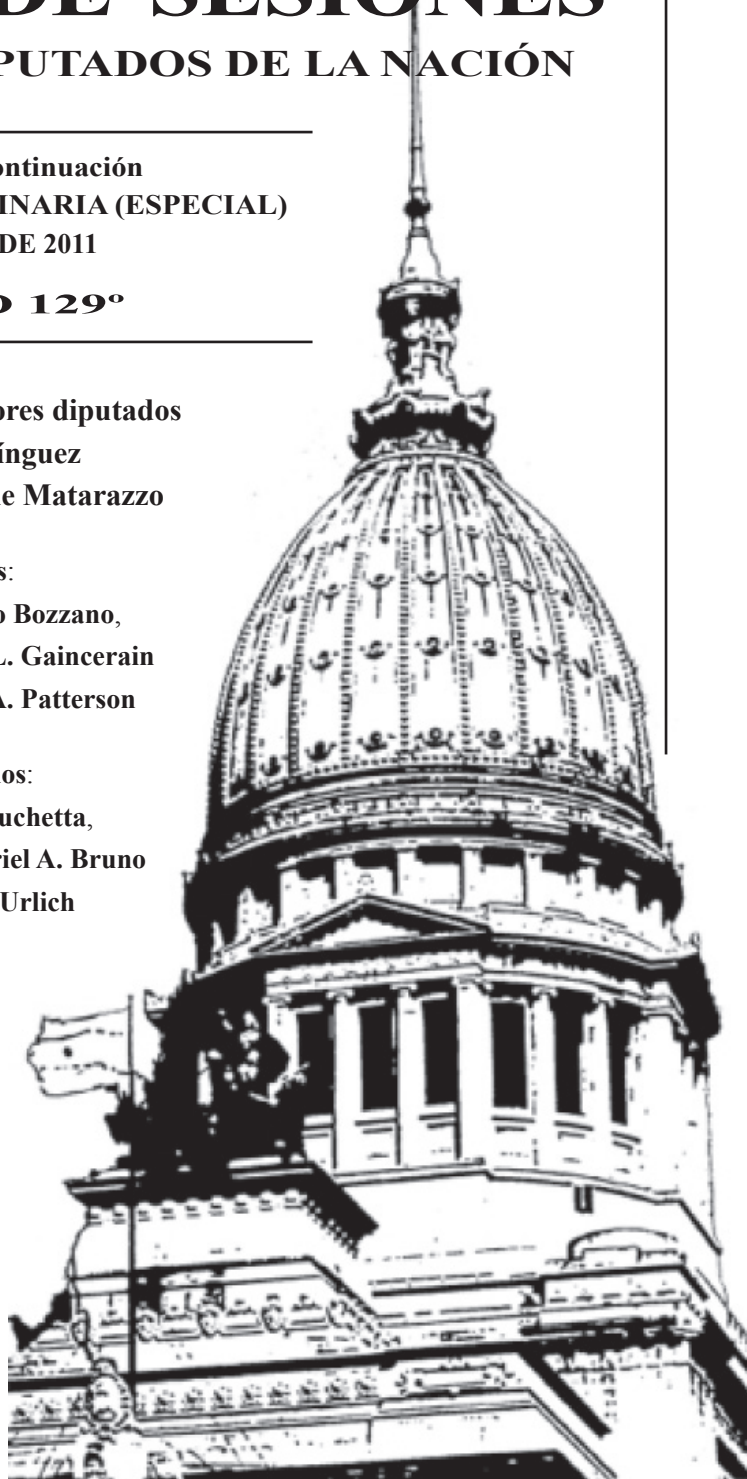 DE SESIONES
PUTADOS DE LA NACIÓN
ontinuación
INARIA (ESPECIAL)
DE 2011
O 129º
ores diputados
ínguez
e Matarazzo
s:
o Bozzano,
L. Gaincerain
A. Patterson
os:
uchetta,
riel A. Bruno
Urlich